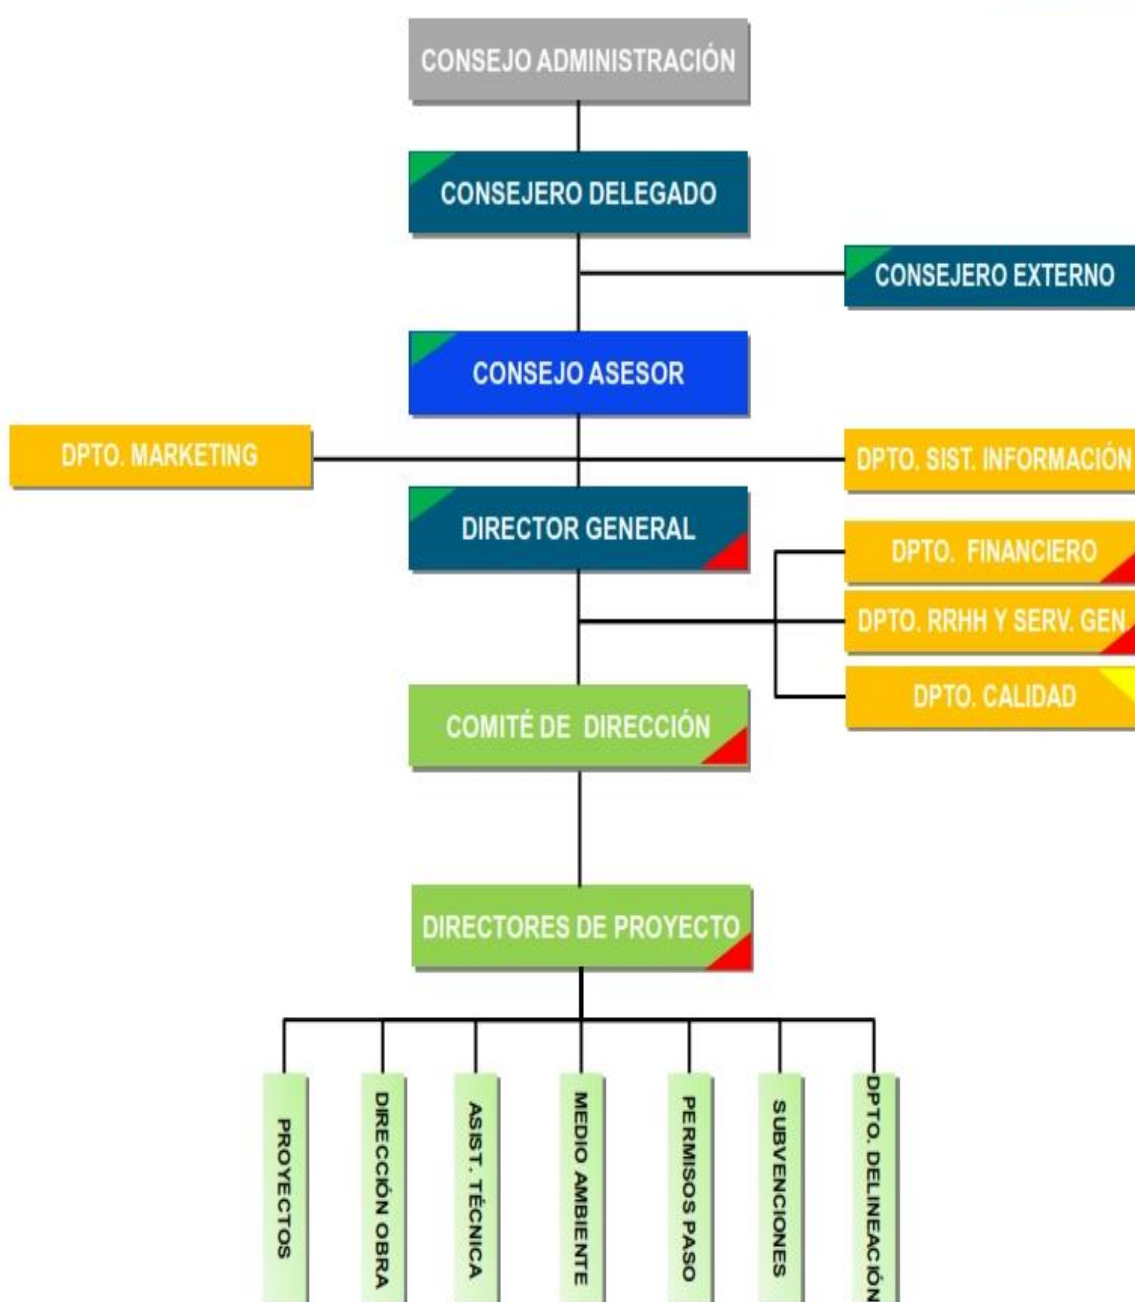 CONSEJO ADMINISTRACIÓN
CONSEJERO DELEGADO
CONSEJERO EXTERNO
CONSEJO ASESOR
DPTO. MARKETING
DPTO. SIST. INFORMACIÓN
DIRECTOR GENERAL
DPTO. FINANCIERO
DPTO. RRHH Y SERV. GEN
DPTO. CALIDAD
COMITÉ DE DIRECCIÓN
DIRECTORES DE PROYECTO
PROYECTOS
DIRECCIÓN OBRA
ASIST. TÉCNICA
MEDIO AMBIENTE
PERMISOS PASO
SUBVENCIONES
DPTO. DELINEACIÓN